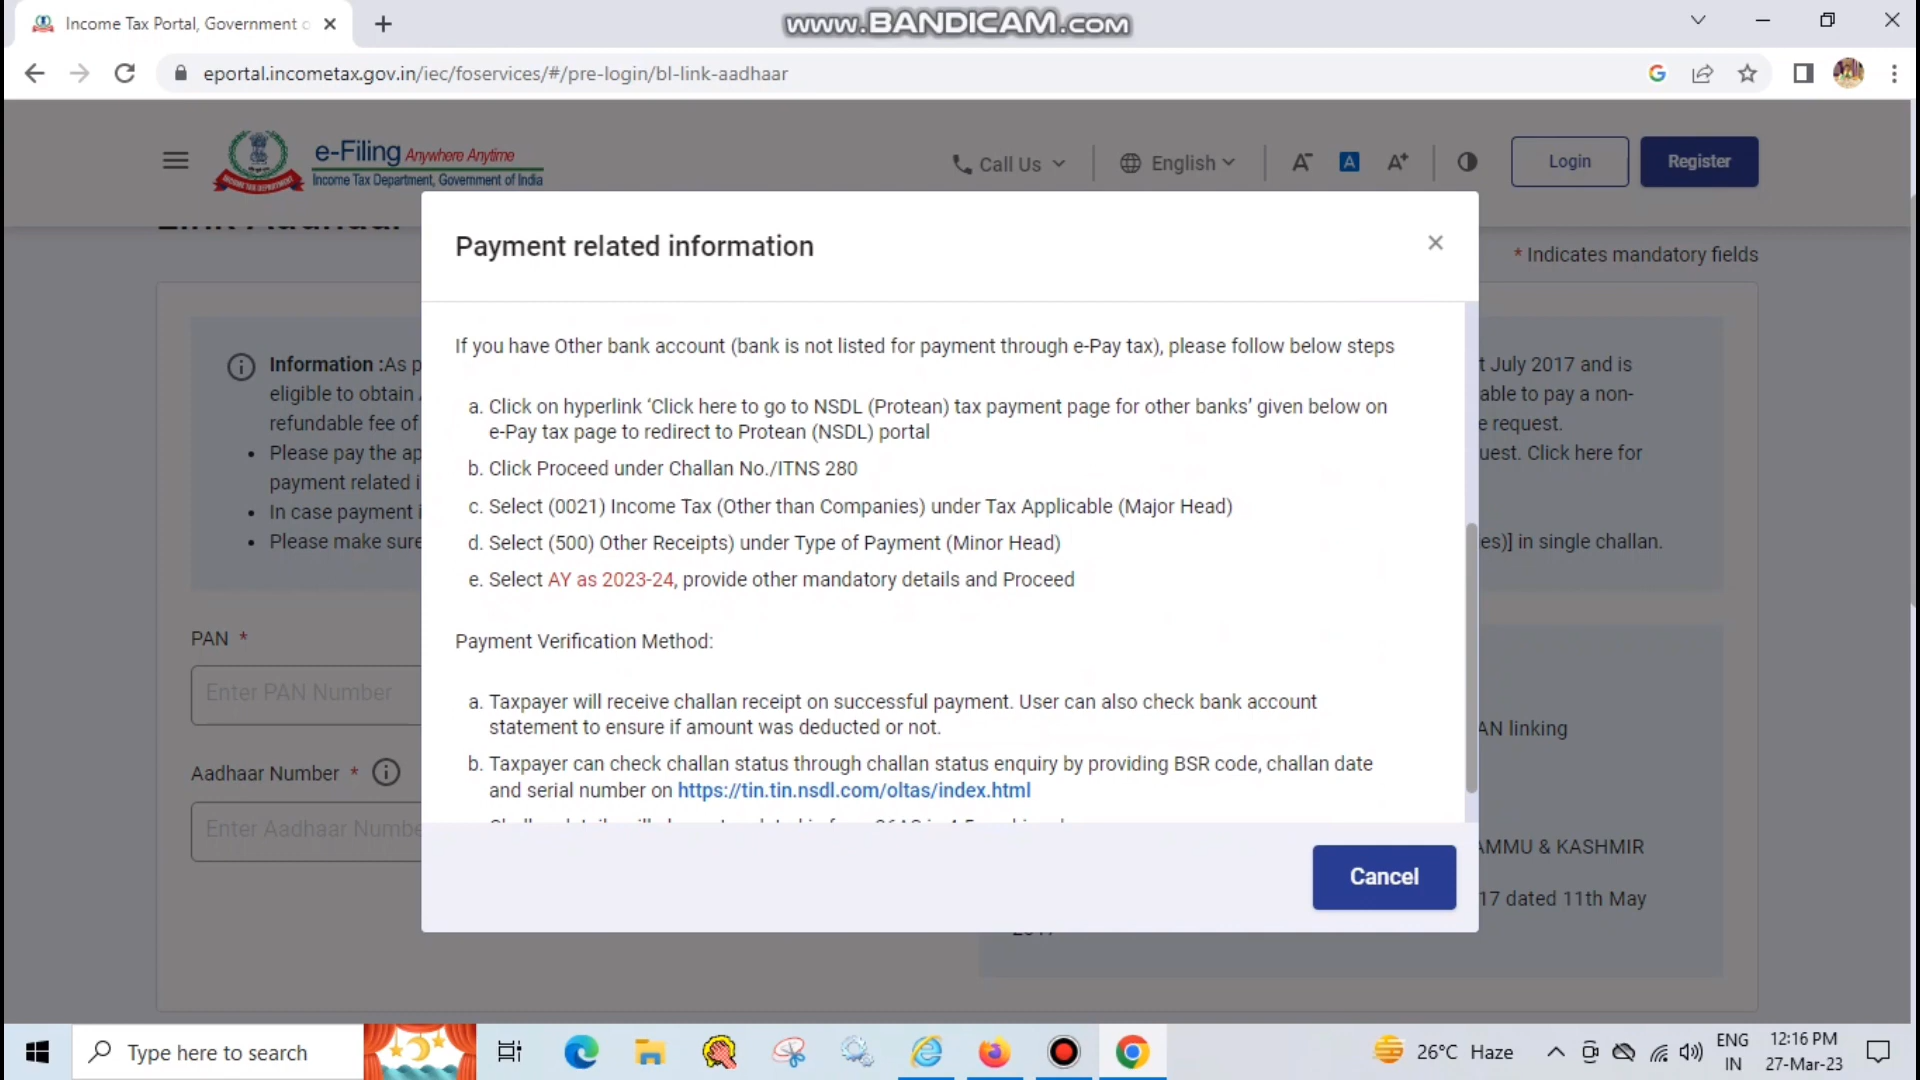 Income Tax Portal, Government o
www.BANDICAM.com
eportal.incometax.gov.in/iec/foservices/#/pre-login/bl-link-aadhaar
e-Filing Anywhere Anytime
Income Tax Department, Government of India
Call Us
English
A-
A
A+
Login
Register
Link Aadhaar
* Indicates mandatory fields
Payment related information
If you have Other bank account (bank is not listed for payment through e-Pay tax), please follow below steps
a. Click on hyperlink ‘Click here to go to NSDL (Protean) tax payment page for other banks’ given below on
e-Pay tax page to redirect to Protean (NSDL) portal
b. Click Proceed under Challan No./ITNS 280
c. Select (0021) Income Tax (Other than Companies) under Tax Applicable (Major Head)
d. Select (500) Other Receipts) under Type of Payment (Minor Head)
e. Select AY as 2023-24, provide other mandatory details and Proceed
Payment Verification Method:
a. Taxpayer will receive challan receipt on successful payment. User can also check bank account
statement to ensure if amount was deducted or not.
b. Taxpayer can check challan status through challan status enquiry by providing BSR code, challan date
and serial number on https://tin.tin.nsdl.com/oltas/index.html
Cancel
Information :As p
eligible to obtain
refundable fee of
• Please pay the ap
payment related i
• In case payment i
• Please make sure
t July 2017 and is
able to pay a non-
e request.
uest. Click here for
es)] in single challan.
PAN *
Enter PAN Number
Aadhaar Number *
Enter Aadhaar Numbe
AN linking
AMMU & KASHMIR
17 dated 11th May
Type here to search
26°C Haze
ENG
IN
12:16 PM
27-Mar-23